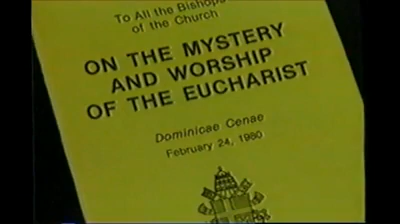 To All the Bishops
of the Church
ON THE MYSTERY
AND WORSHIP
OF THE EUCHARIST
Dominicae Cenae
February 24, 1980